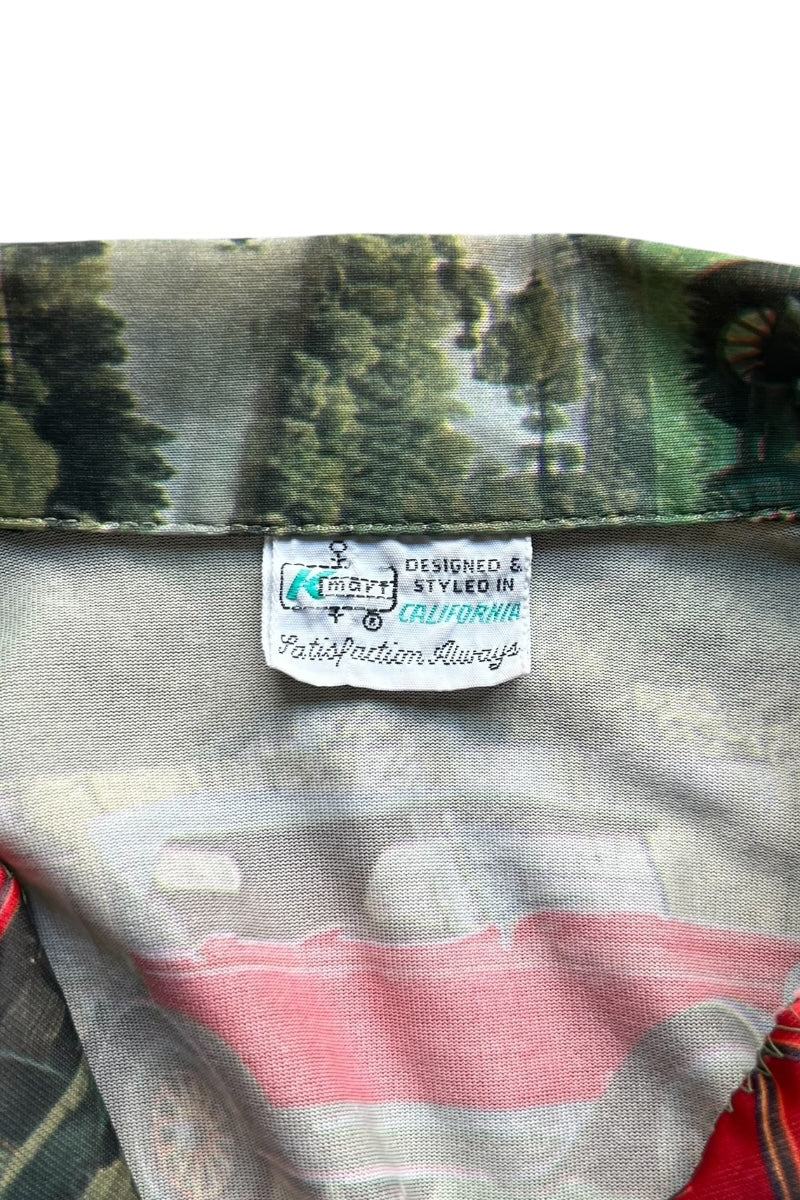 Kmart
DESIGNED &
STYLED IN
CALIFORNIA
®
Satisfaction Always